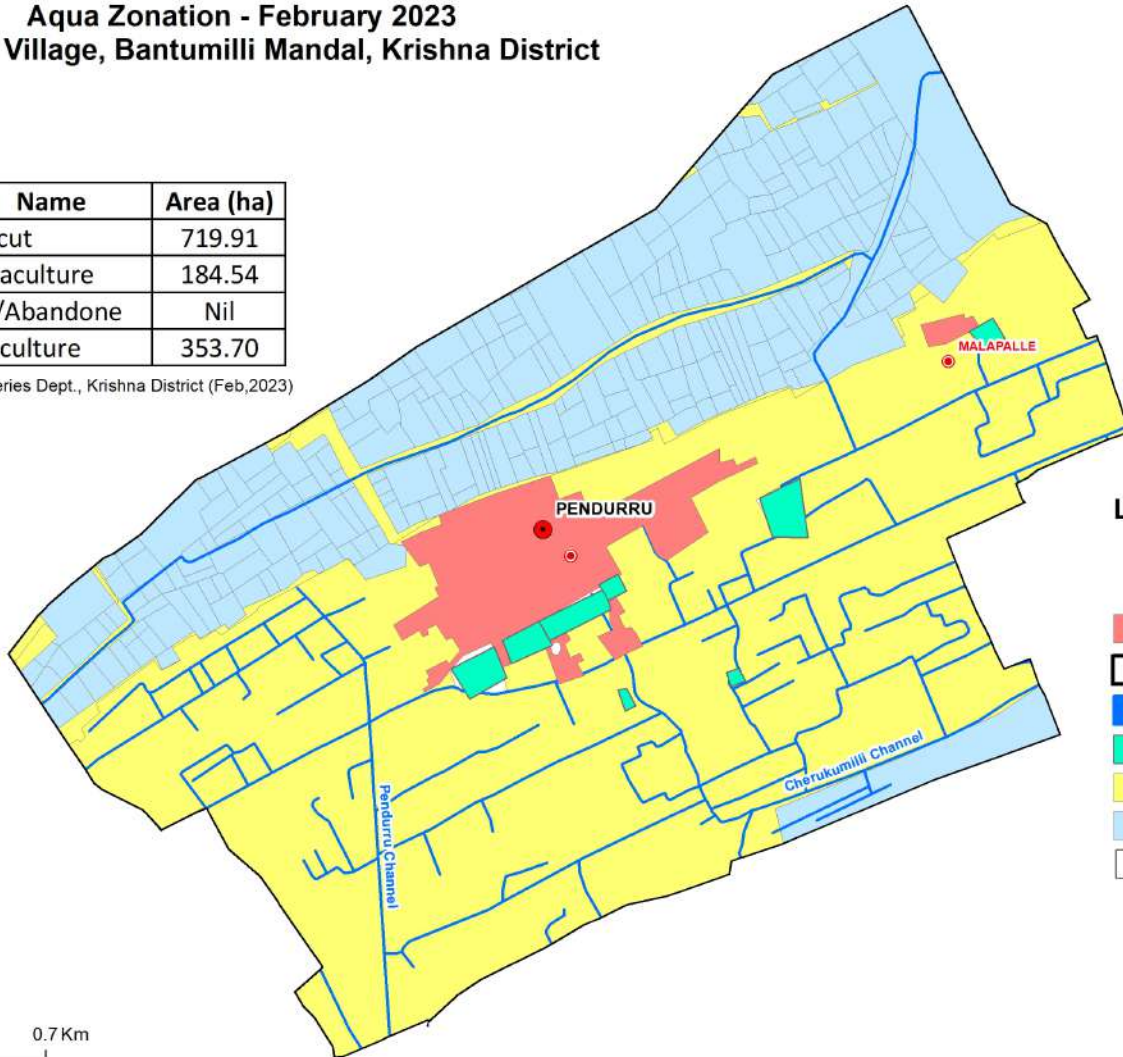 Aqua Zonation - February 2023
Village, Bantumilli Mandal, Krishna District
Name Area (ha)
cut 719.91
aculture 184.54
/Abandone Nil
culture 353.70
eries Dept., Krishna District (Feb,2023)
MALAPALLE
PENDURRU
L
Cherukumilli Channel
Pendurru Channel
0.7 Km